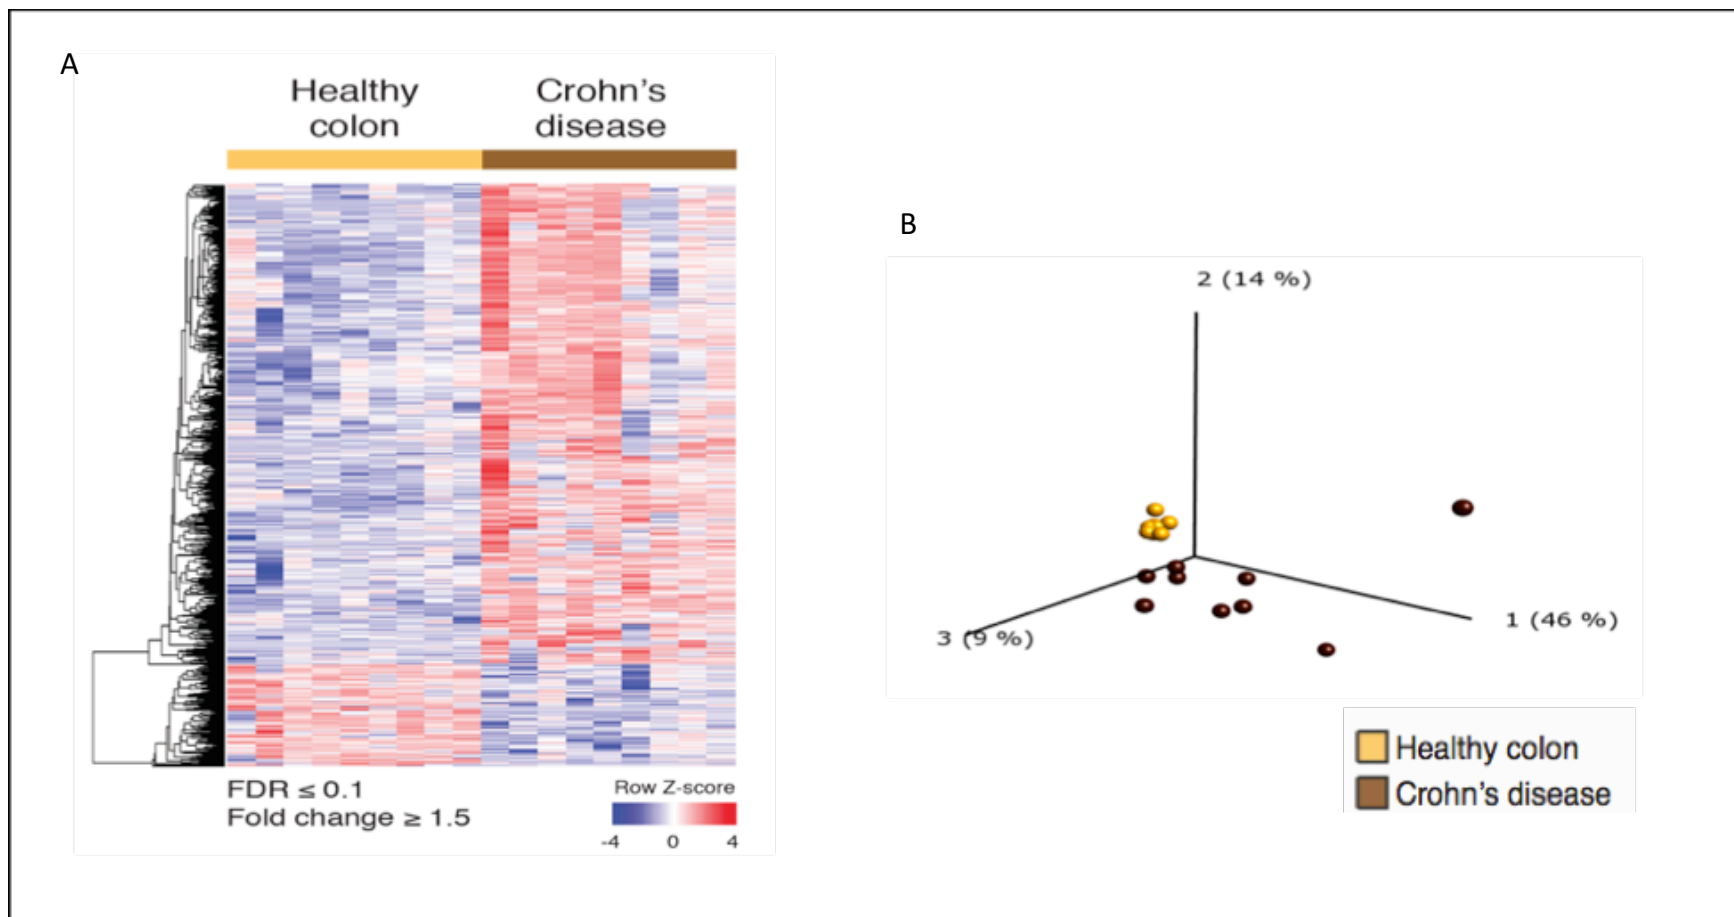 A
Healthy
colon
Crohn's
disease
FDR ≤ 0.1
Fold change ≥ 1.5
Row Z-score
-4 0 4
B
2 (14 %)
1 (46 %)
3 (9 %)
Healthy colon
Crohn's disease